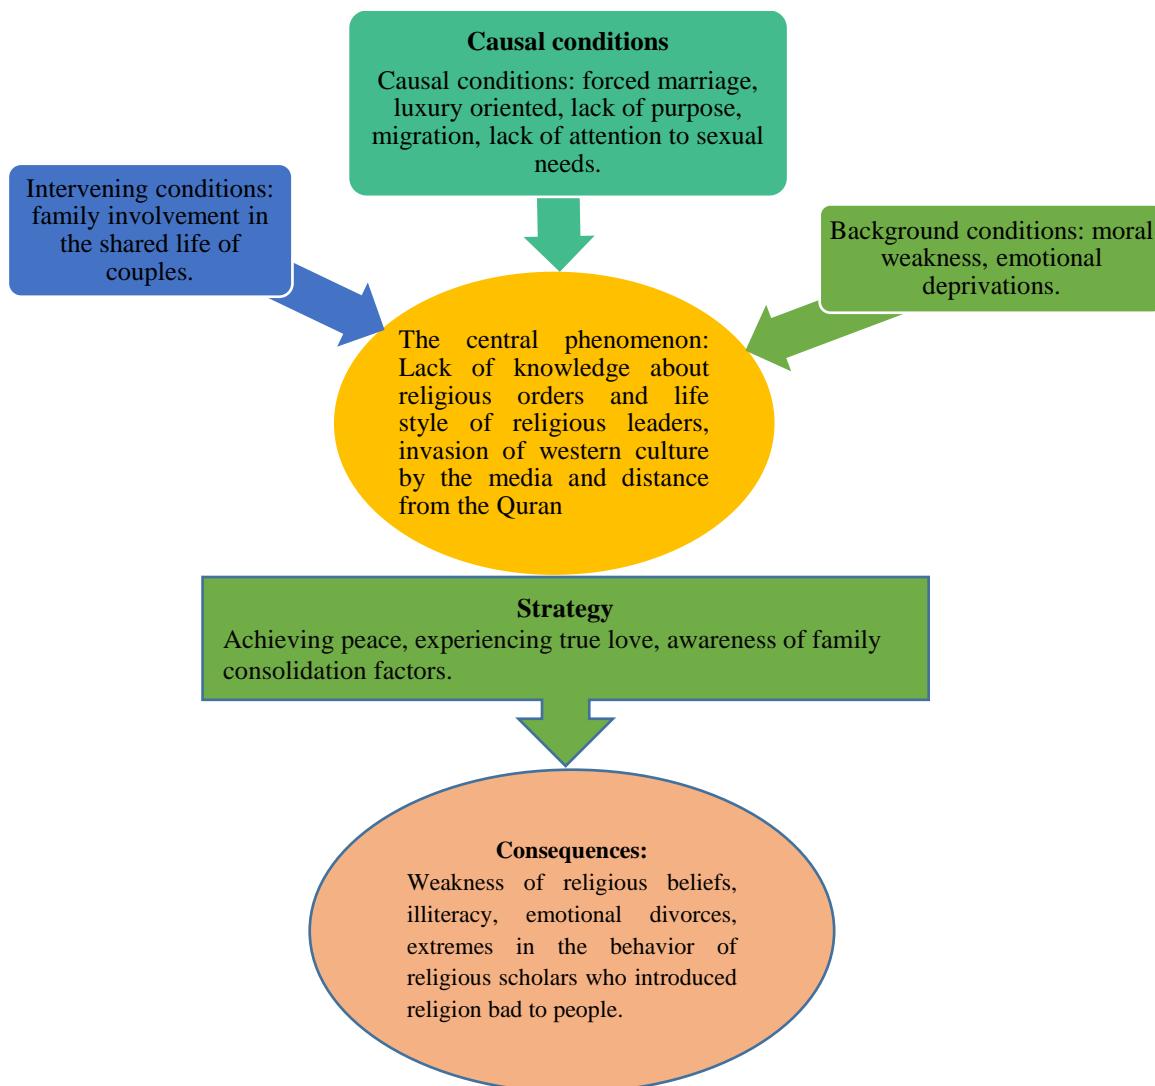 Causal conditions
Causal conditions: forced marriage,
luxury oriented, lack of purpose,
migration, lack of attention to sexual
needs.
Intervening conditions:
family involvement in
the shared life of
couples.
Background conditions: moral
weakness, emotional
deprivations.
The central phenomenon:
Lack of knowledge about
religious orders and life
style of religious leaders,
invasion of western culture
by the media and distance
from the Quran
Strategy
Achieving peace, experiencing true love, awareness of family
consolidation factors.
Consequences:
Weakness of religious beliefs,
illiteracy, emotional divorces,
extremes in the behavior of
religious scholars who introduced
religion bad to people.